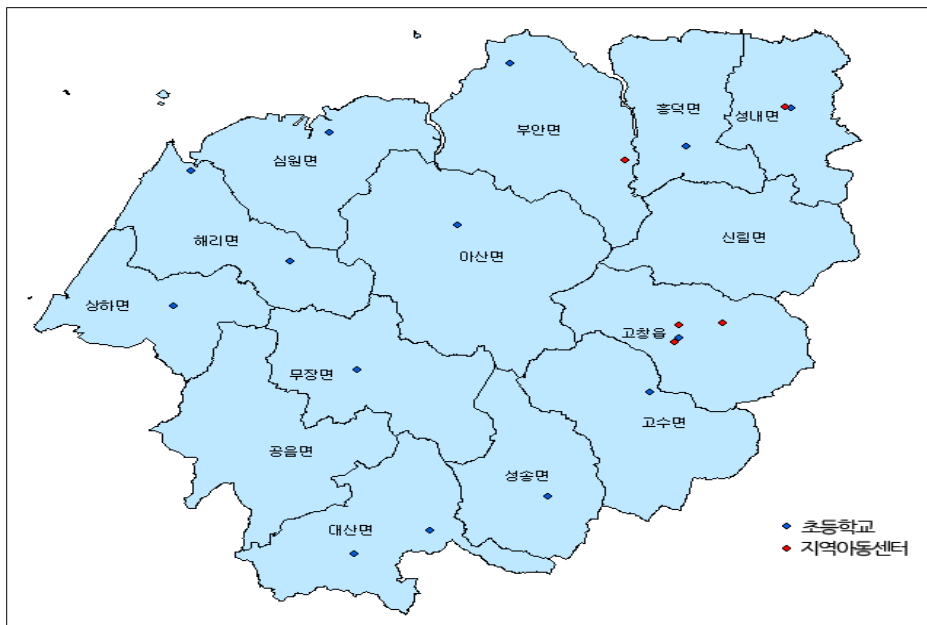 흥덕면
성내면
부안면
심원면
신림면
해리면
아산면
상하면
고창읍
무장면
고수면
공음면
성송면
대산면
초등학교
지역아동센터